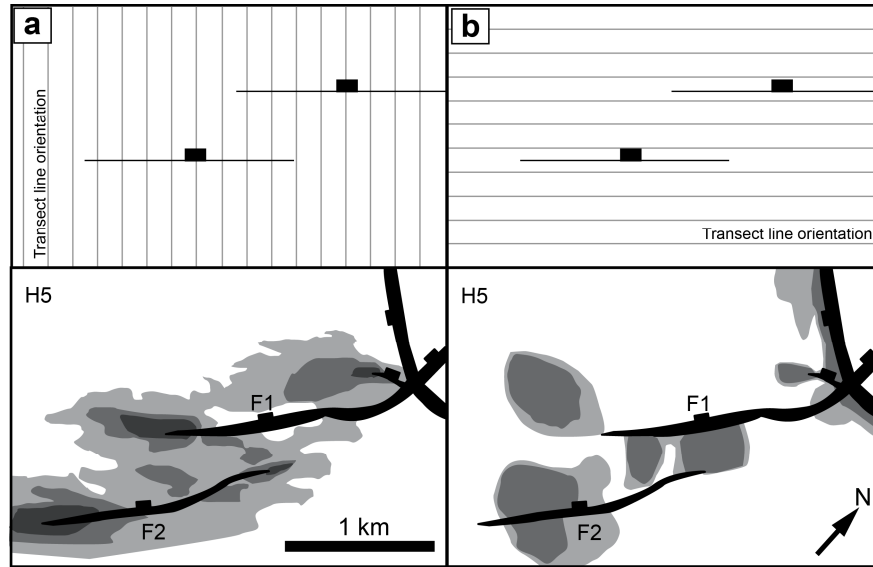 a
Transect line orientation
b
Transect line orientation
H5
F1
F2
1 km
H5
F1
F2
N